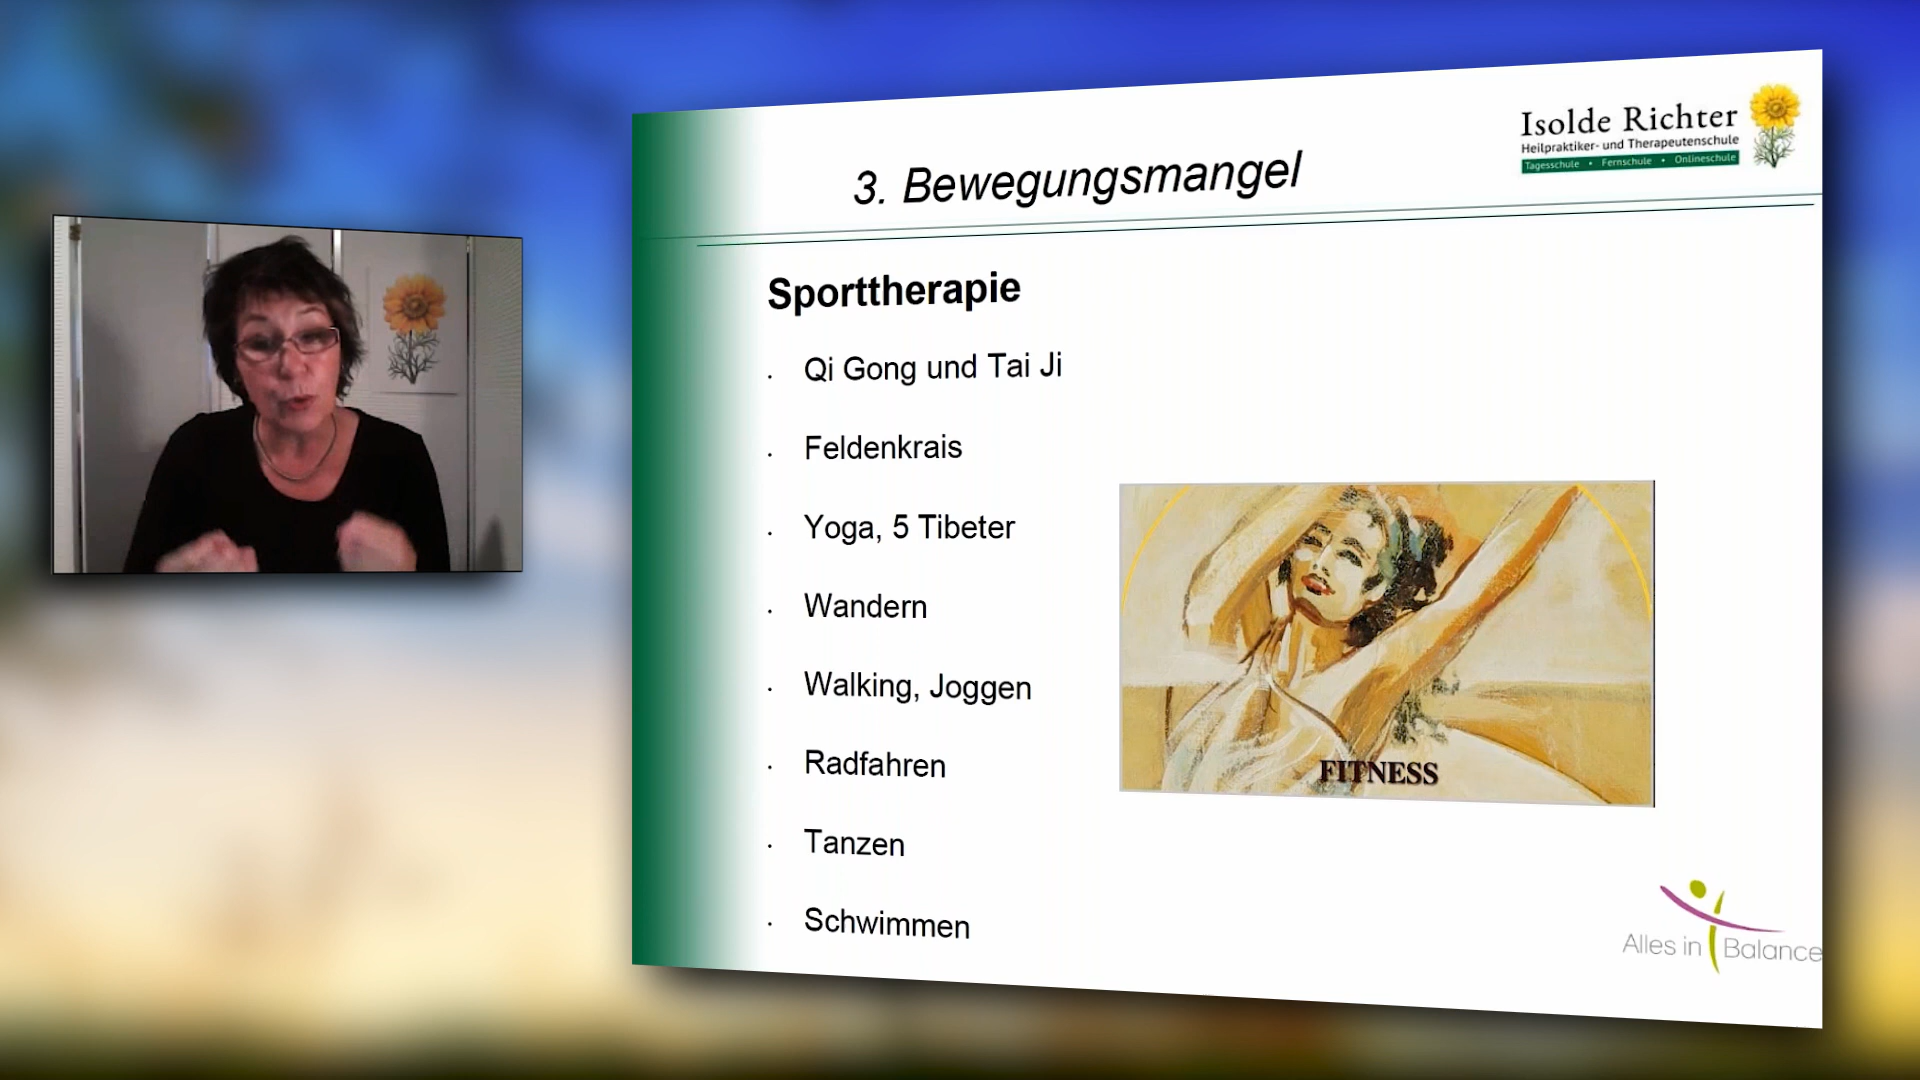 Isolde Richter
Heilpraktiker- und Therapeutenschule
Tagesschule • Fernschule • Onlineschule
3. Bewegungsmangel
Sporttherapie
. Qi Gong und Tai Ji
. Feldenkrais
. Yoga, 5 Tibeter
. Wandern
. Walking, Joggen
. Radfahren
. Tanzen
. Schwimmen
FITNESS
Alles in Balance